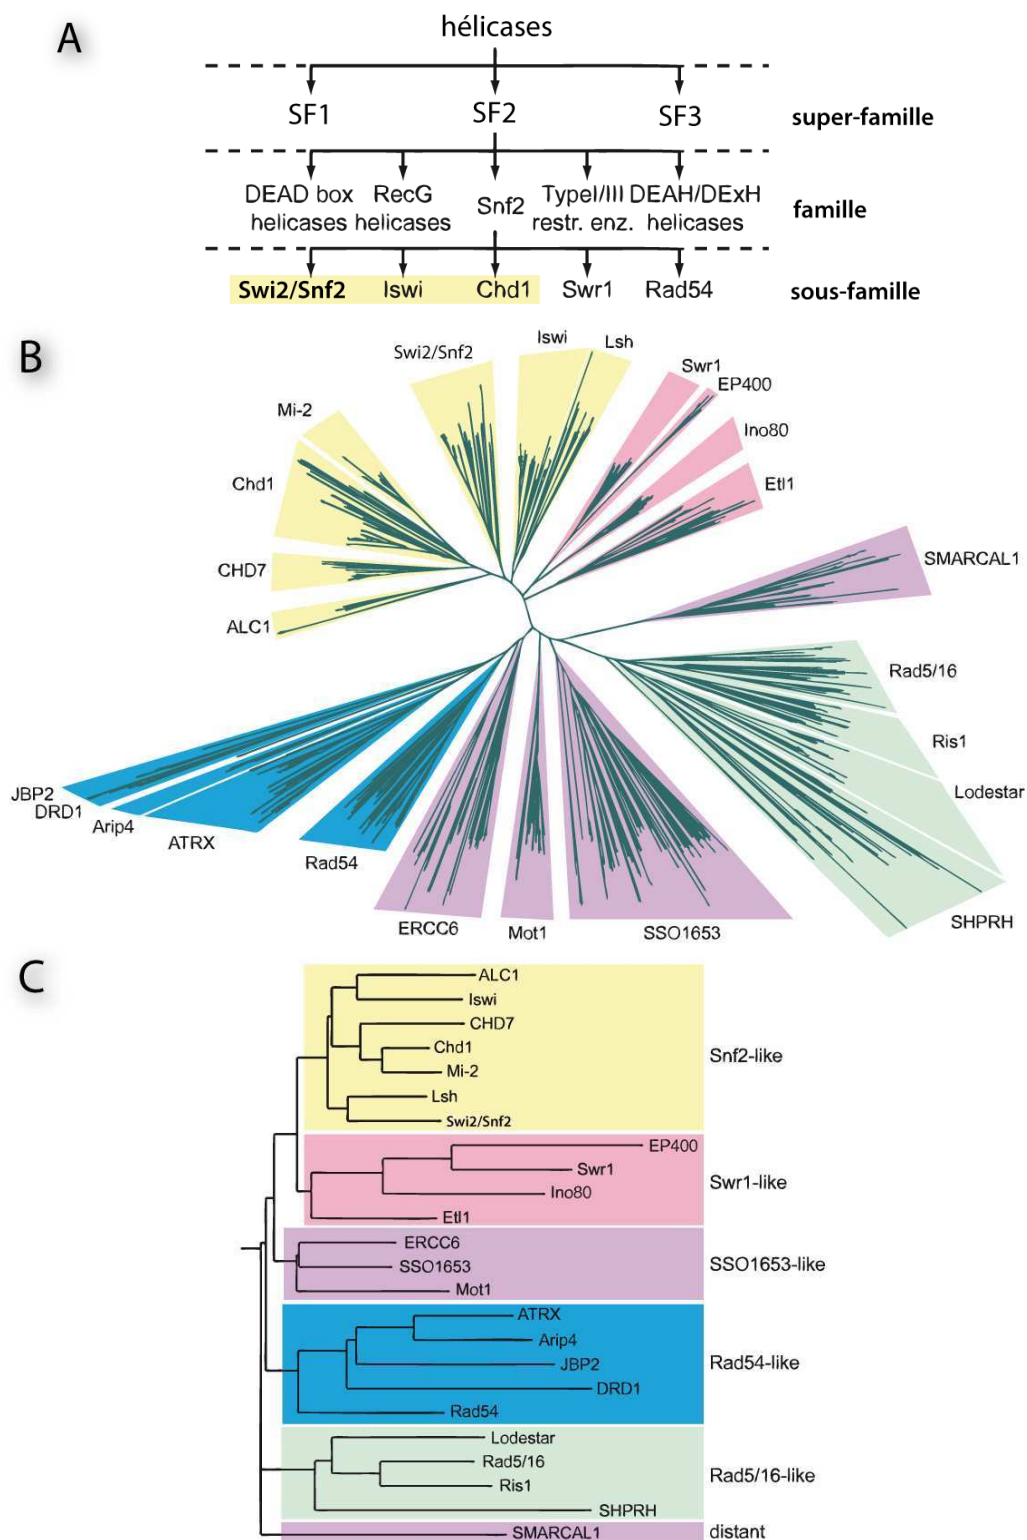 A
hélicases
SF1 SF2 SF3 super-famille
DEAD box RecG Snf2 TypeI/III DEAH/DExH famille
helicases helicases restr. enz. helicases
Swi2/Snf2 Iswi Chd1 Swr1 Rad54 sous-famille
B
Swi2/Snf2
Iswi
Lsh
Swr1
EP400
Ino80
Etl1
Mi-2
Chd1
CHD7
ALC1
SMARCAL1
Rad5/16
Ris1
Lodestar
SHPRH
JBP2
DRD1
Arip4
ATRX
Rad54
ERCC6
Mot1
SSO1653
C
ALC1
Iswi
CHD7
Chd1
Mi-2
Lsh
Swi2/Snf2
Snf2-like
EP400
Swr1
Ino80
Etl1
Swr1-like
ERCC6
SSO1653
Mot1
SSO1653-like
ATRX
Arip4
JBP2
DRD1
Rad54
Rad54-like
Lodestar
Rad5/16
Ris1
SHPRH
Rad5/16-like
SMARCAL1
distant